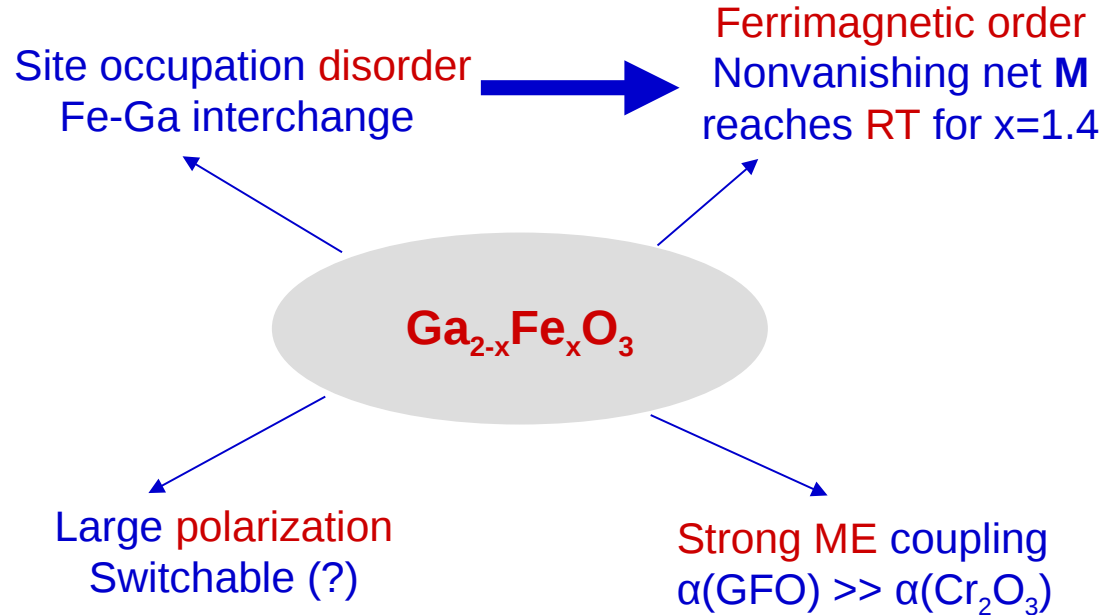 Site occupation disorder
Fe-Ga interchange
Ferrimagnetic order
Nonvanishing net M
reaches RT for x=1.4
Ga₂₋ₓFeₓO₃
Large polarization
Switchable (?)
Strong ME coupling
α(GFO) >> α(Cr₂O₃)